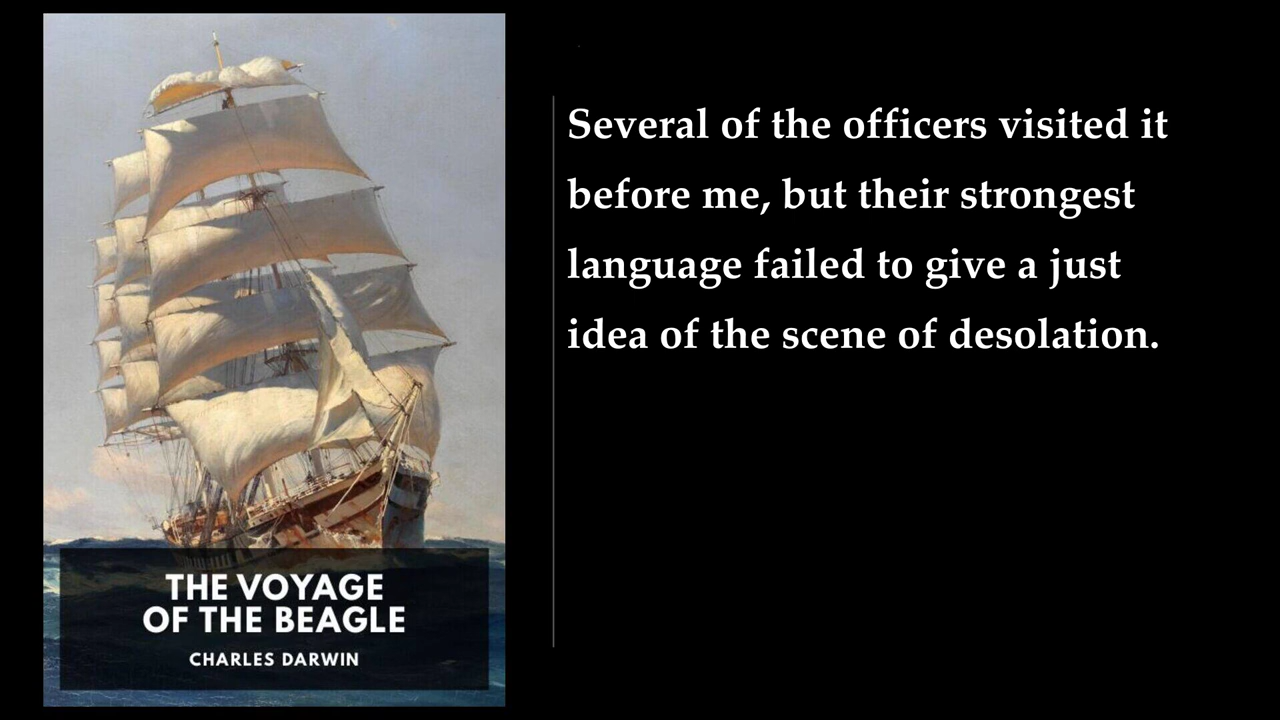 THE VOYAGE
OF THE BEAGLE
CHARLES DARWIN
Several of the officers visited it
before me, but their strongest
language failed to give a just
idea of the scene of desolation.